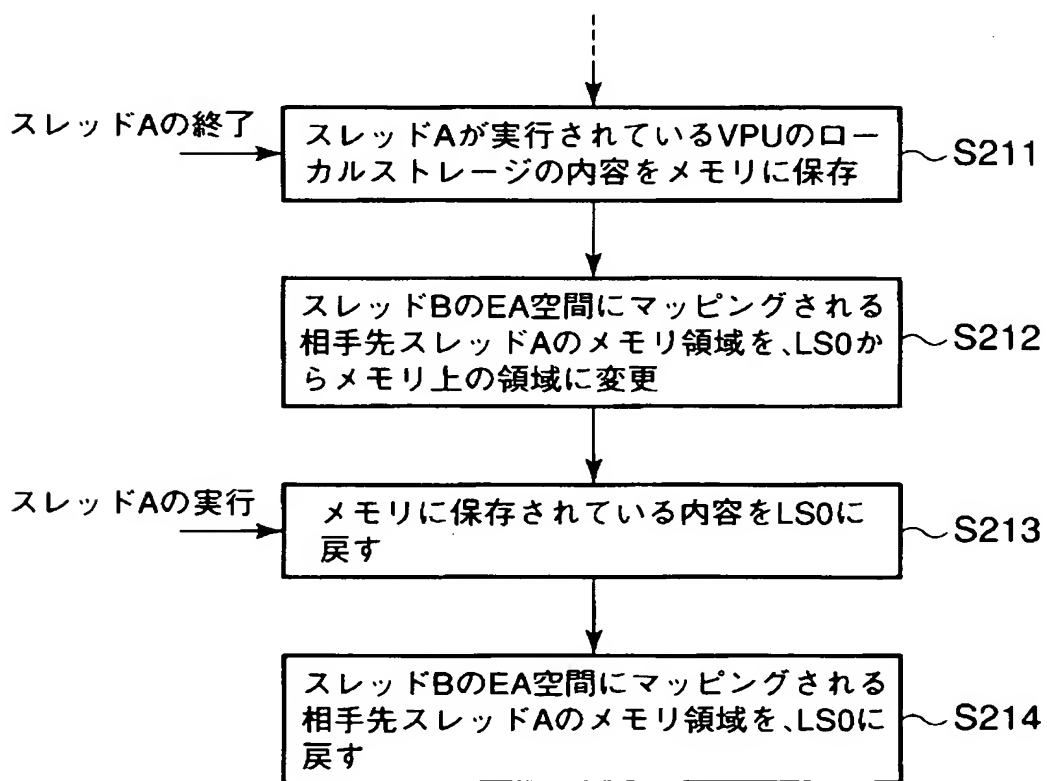 スレッドAの終了
スレッドAが実行されているVPUのロー
カルストレージの内容をメモリに保存
S211
スレッドBのEA空間にマッピングされる
相手先スレッドAのメモリ領域を、LS0か
らメモリ上の領域に変更
S212
スレッドAの実行
メモリに保存されている内容をLS0に
戻す
S213
スレッドBのEA空間にマッピングされる
相手先スレッドAのメモリ領域を、LS0に
戻す
S214